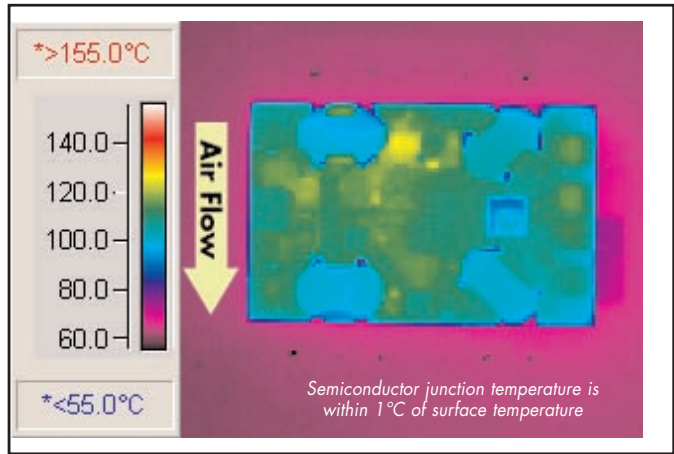 *>155.0°C
140.0
120.0
100.0
80.0
60.0
*<55.0°C
Air Flow
Semiconductor junction temperature is
within 1°C of surface temperature